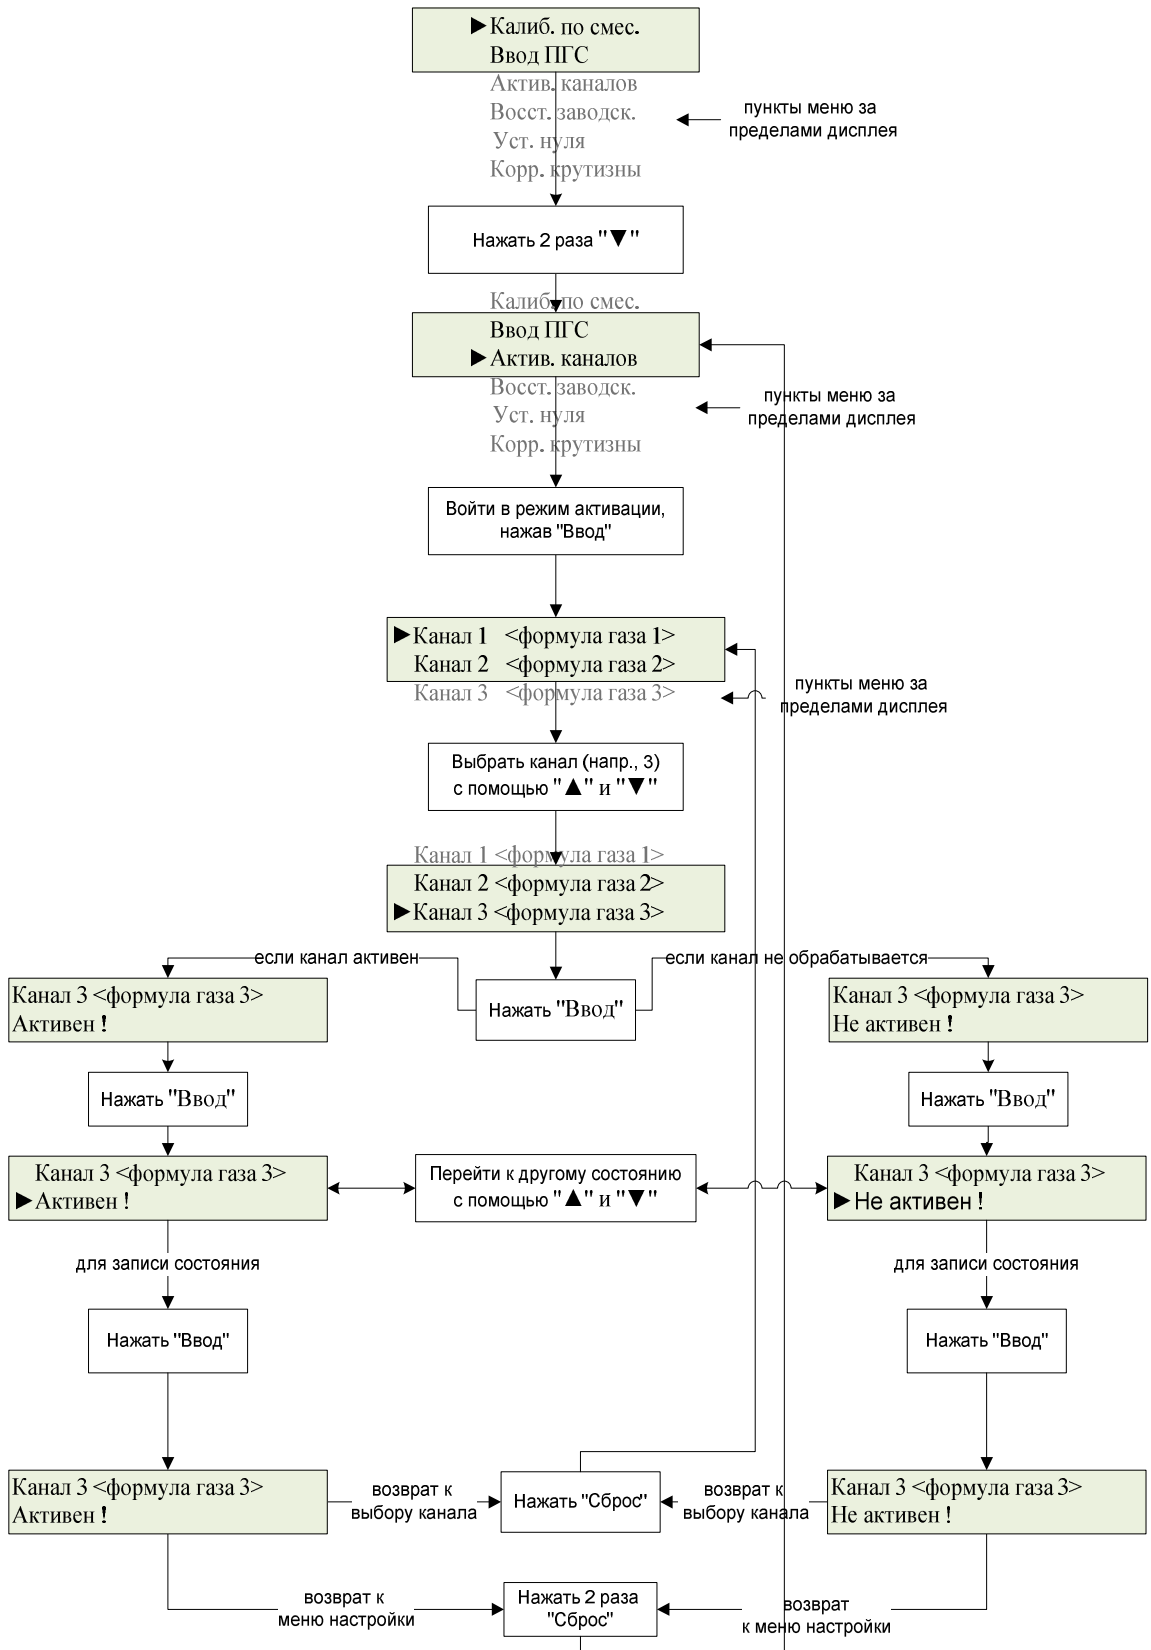 ►Калиб. по смес.
Ввод ПГС
Актив. каналов
Восст. заводск.
Уст. нуля
Корр. крутизны
пункты меню за
пределами дисплея
Нажать 2 раза "▼"
Калиб. по смес.
Ввод ПГС
►Актив. каналов
Восст. заводск.
Уст. нуля
Корр. крутизны
пункты меню за
пределами дисплея
Войти в режим активации,
нажав "Ввод"
►Канал 1 <формула газа 1>
Канал 2 <формула газа 2>
Канал 3 <формула газа 3>
пункты меню за
пределами дисплея
Выбрать канал (напр., 3)
с помощью "▲" и "▼"
Канал 1 <формула газа 1>
Канал 2 <формула газа 2>
►Канал 3 <формула газа 3>
если канал активен
если канал не обрабатывается
Канал 3 <формула газа 3>
Активен !
Нажать "Ввод"
Канал 3 <формула газа 3>
Не активен !
Нажать "Ввод"
Нажать "Ввод"
Канал 3 <формула газа 3>
►Активен !
Перейти к другому состоянию
с помощью "▲" и "▼"
Канал 3 <формула газа 3>
►Не активен !
для записи состояния
для записи состояния
Нажать "Ввод"
Нажать "Ввод"
Канал 3 <формула газа 3>
Активен !
возврат к
выбору канала
Нажать "Сброс"
возврат к
выбору канала
Канал 3 <формула газа 3>
Не активен !
возврат к
меню настройки
Нажать 2 раза
"Сброс"
возврат
к меню настройки